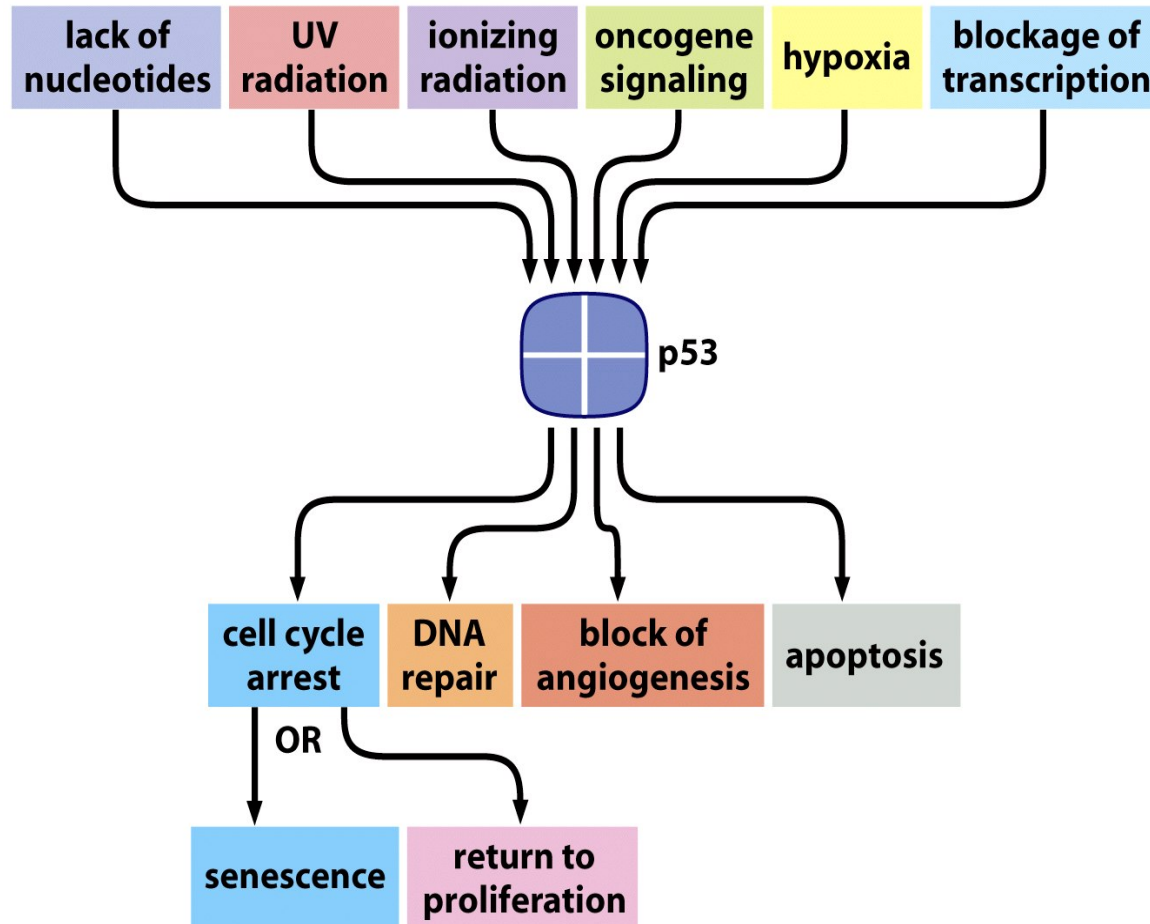 lack of
nucleotides
UV
radiation
ionizing
radiation
oncogene
signaling
hypoxia
blockage of
transcription
p53
cell cycle
arrest
DNA
repair
block of
angiogenesis
apoptosis
OR
senescence
return to
proliferation